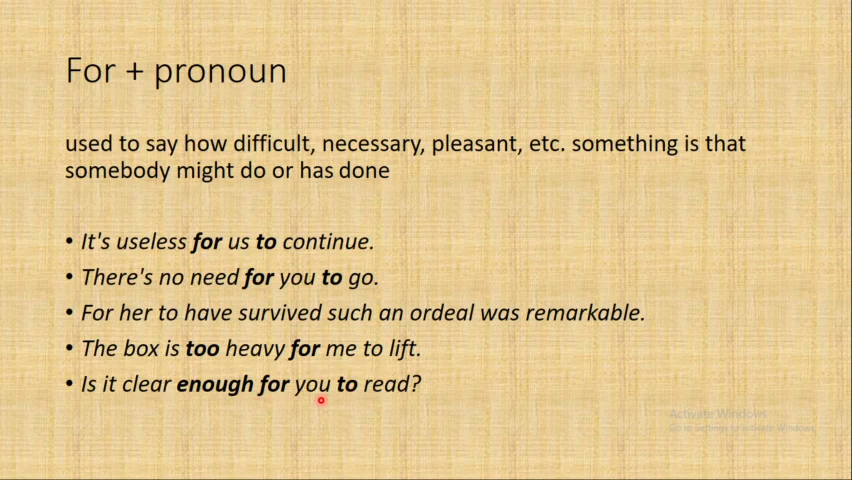 For + pronoun
used to say how difficult, necessary, pleasant, etc. something is that
somebody might do or has done
• It's useless for us to continue.
• There's no need for you to go.
• For her to have survived such an ordeal was remarkable.
• The box is too heavy for me to lift.
• Is it clear enough for you to read?
Activate Windows
Go to Settings to activate Windows.